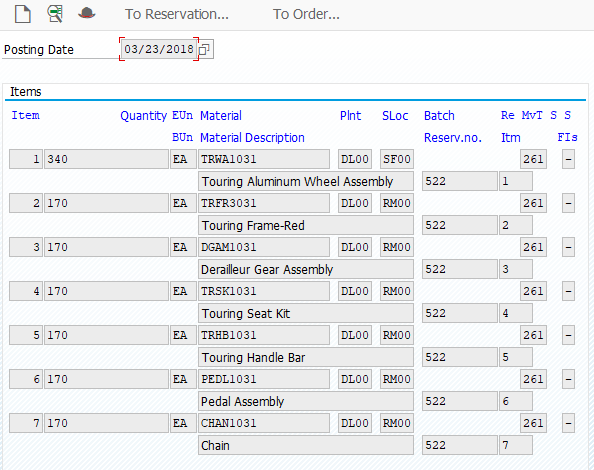 To Reservation... To Order...
Posting Date 03/23/2018
Items
Item Quantity EUn Material Plnt SLoc Batch Re MvT S S
BUn Material Description Reserv.no. Itm FIs
1 340 EA TRWA1031 DL00 SF00 261 -
Touring Aluminum Wheel Assembly 522 1
2 170 EA TRFR3031 DL00 RM00 261 -
Touring Frame-Red 522 2
3 170 EA DGAM1031 DL00 RM00 261 -
Derailleur Gear Assembly 522 3
4 170 EA TRSK1031 DL00 RM00 261 -
Touring Seat Kit 522 4
5 170 EA TRHB1031 DL00 RM00 261 -
Touring Handle Bar 522 5
6 170 EA PEDL1031 DL00 RM00 261 -
Pedal Assembly 522 6
7 170 EA CHAN1031 DL00 RM00 261 -
Chain 522 7